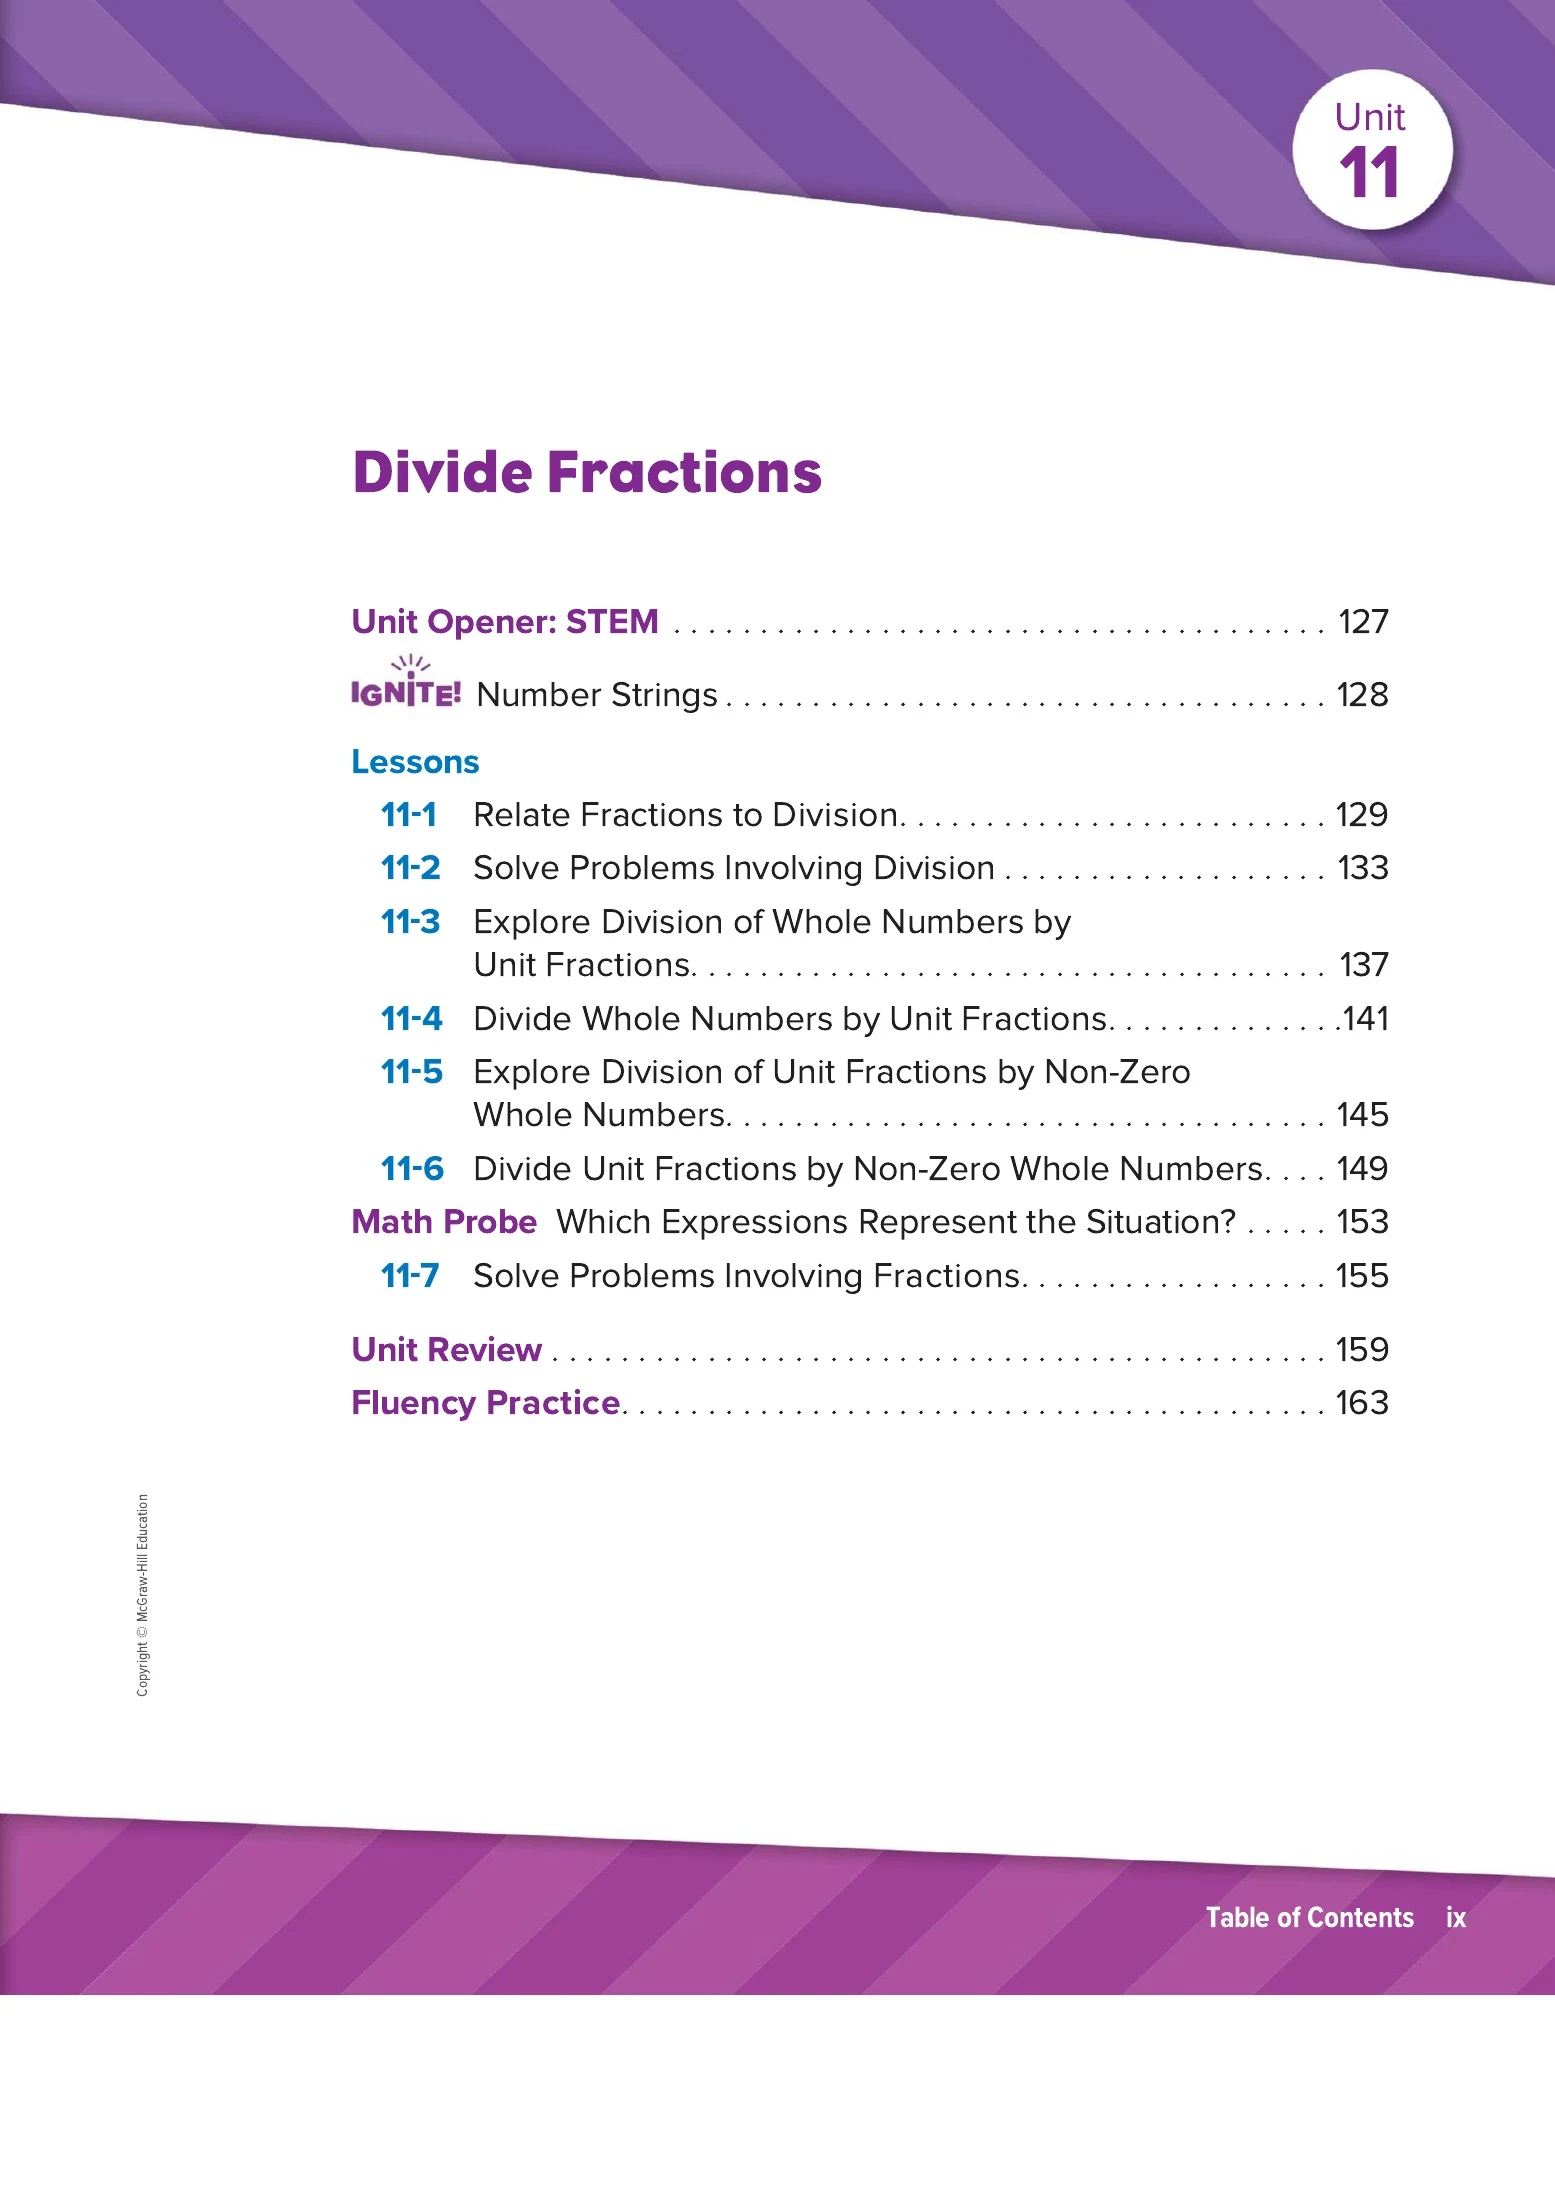 Unit
11
Divide Fractions
Unit Opener: STEM . . . . . . . . . . . . . . . . . . . . . . . . . . . . . . . . . . . . . . 127
IGNITE! Number Strings . . . . . . . . . . . . . . . . . . . . . . . . . . . . . . . . . . . 128
Lessons
11-1 Relate Fractions to Division. . . . . . . . . . . . . . . . . . . . . . . . . 129
11-2 Solve Problems Involving Division . . . . . . . . . . . . . . . . . . . 133
11-3 Explore Division of Whole Numbers by
Unit Fractions. . . . . . . . . . . . . . . . . . . . . . . . . . . . . . . . . . . . . 137
11-4 Divide Whole Numbers by Unit Fractions. . . . . . . . . . . . . .141
11-5 Explore Division of Unit Fractions by Non-Zero
Whole Numbers. . . . . . . . . . . . . . . . . . . . . . . . . . . . . . . . . . . 145
11-6 Divide Unit Fractions by Non-Zero Whole Numbers. . . . 149
Math Probe Which Expressions Represent the Situation? . . . . . 153
11-7 Solve Problems Involving Fractions. . . . . . . . . . . . . . . . . . 155
Unit Review . . . . . . . . . . . . . . . . . . . . . . . . . . . . . . . . . . . . . . . . . . . . . 159
Fluency Practice. . . . . . . . . . . . . . . . . . . . . . . . . . . . . . . . . . . . . . . . . 163
Copyright © McGraw-Hill Education
Table of Contents ix